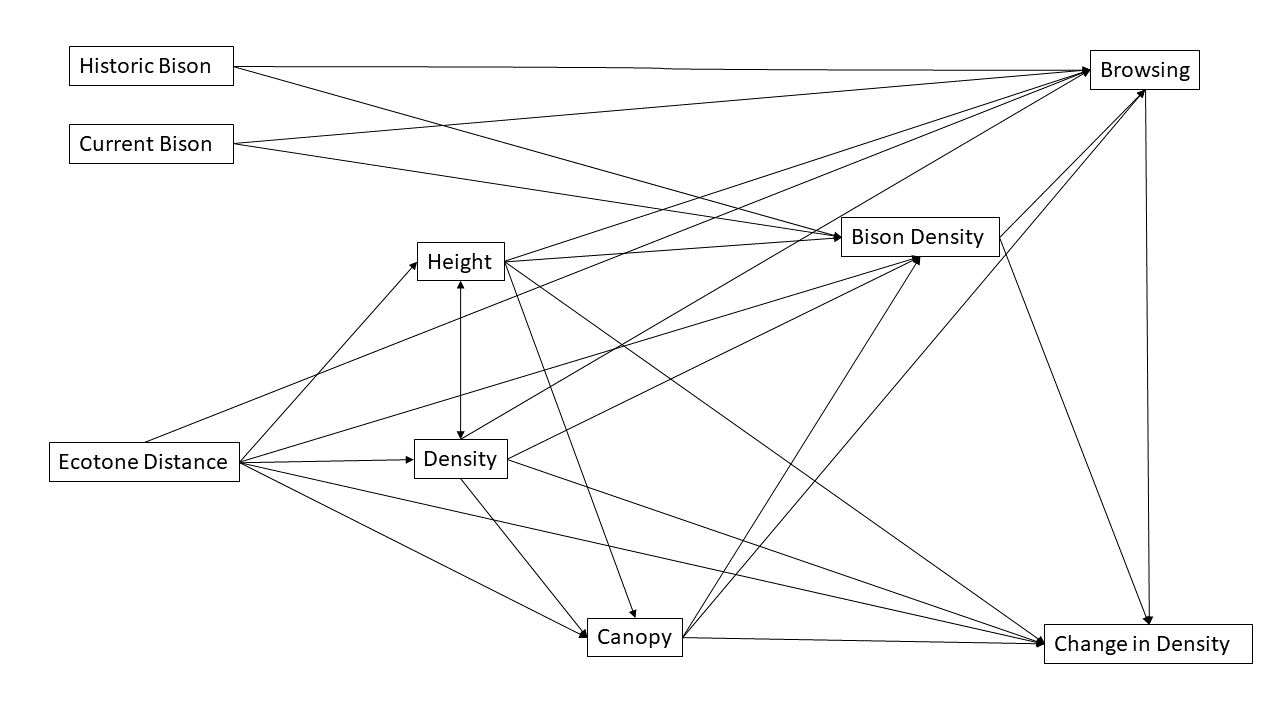 Historic Bison
Browsing
Current Bison
Bison Density
Height
Ecotone Distance
Density
Canopy
Change in Density